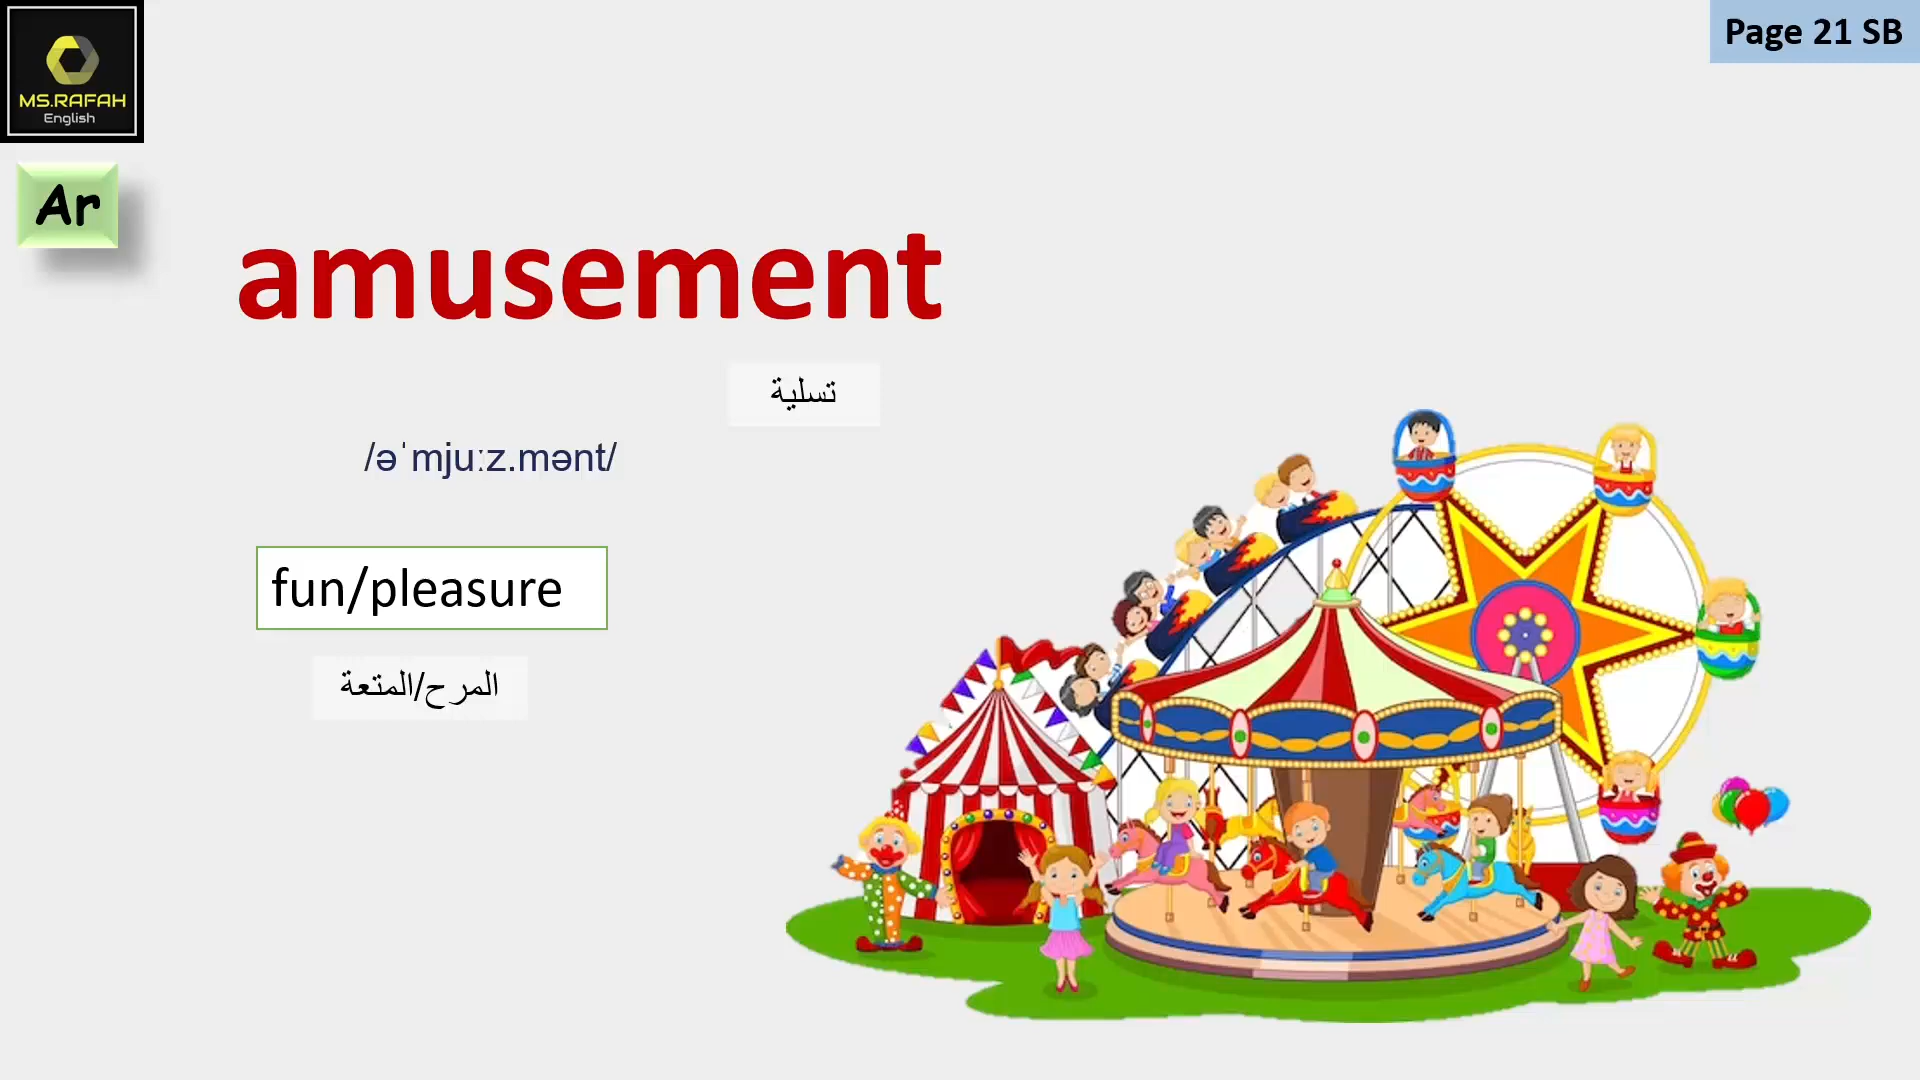 MS.RAFAH
English
Page 21 SB
Ar
amusement
تسلية
/əˈmjuːz.mənt/
fun/pleasure
المرح/المتعة